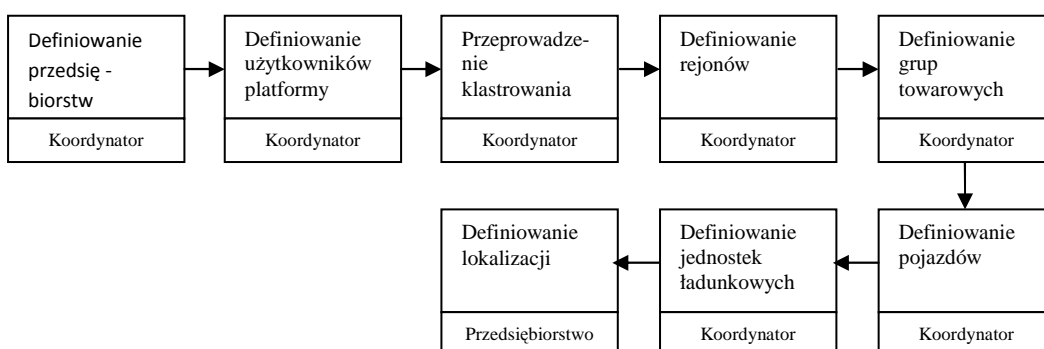 Definiowanie
przedsię -
biorstw
Koordynator
Definiowanie
użytkowników
platformy
Koordynator
Przeprowadze-
nie
klastrowania
Koordynator
Definiowanie
rejonów
Koordynator
Definiowanie
grup
towarowych
Koordynator
Definiowanie
pojazdów
Koordynator
Definiowanie
jednostek
ładunkowych
Koordynator
Definiowanie
lokalizacji
Przedsiębiorstwo